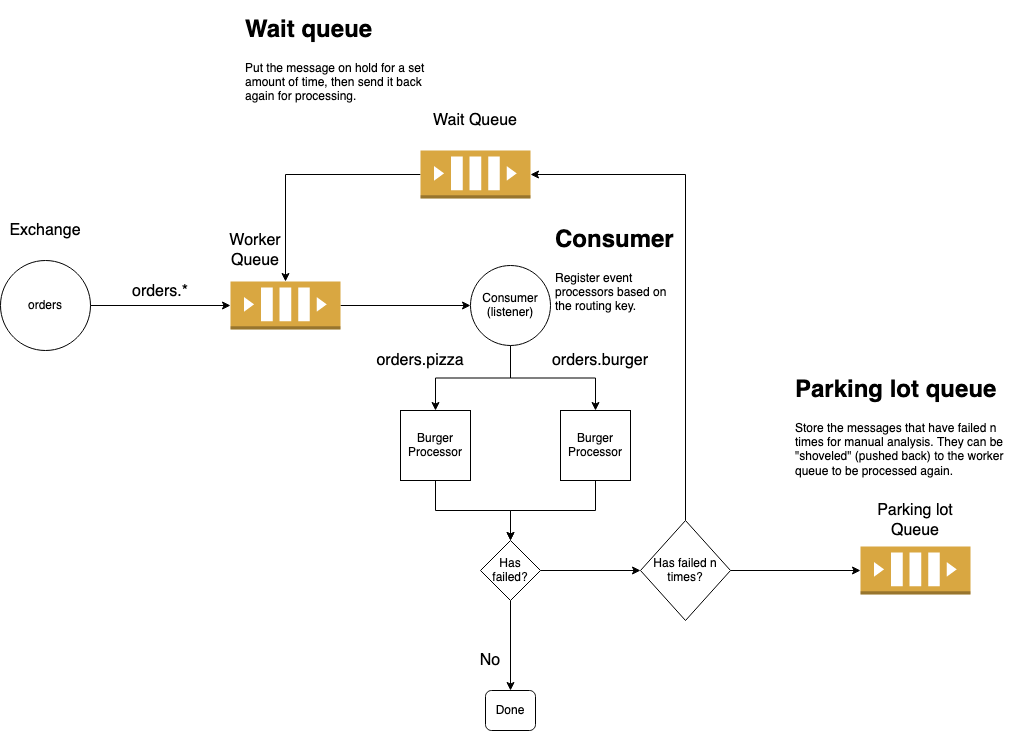 Wait queue
Put the message on hold for a set
amount of time, then send it back
again for processing.
Wait Queue
Exchange
orders
orders.*
Worker
Queue
Consumer
Register event
processors based on
the routing key.
Consumer
(listener)
orders.pizza
orders.burger
Burger
Processor
Burger
Processor
Parking lot queue
Store the messages that have failed n
times for manual analysis. They can be
"shoveled" (pushed back) to the worker
queue to be processed again.
Parking lot
Queue
Has
failed?
Has failed n
times?
No
Done